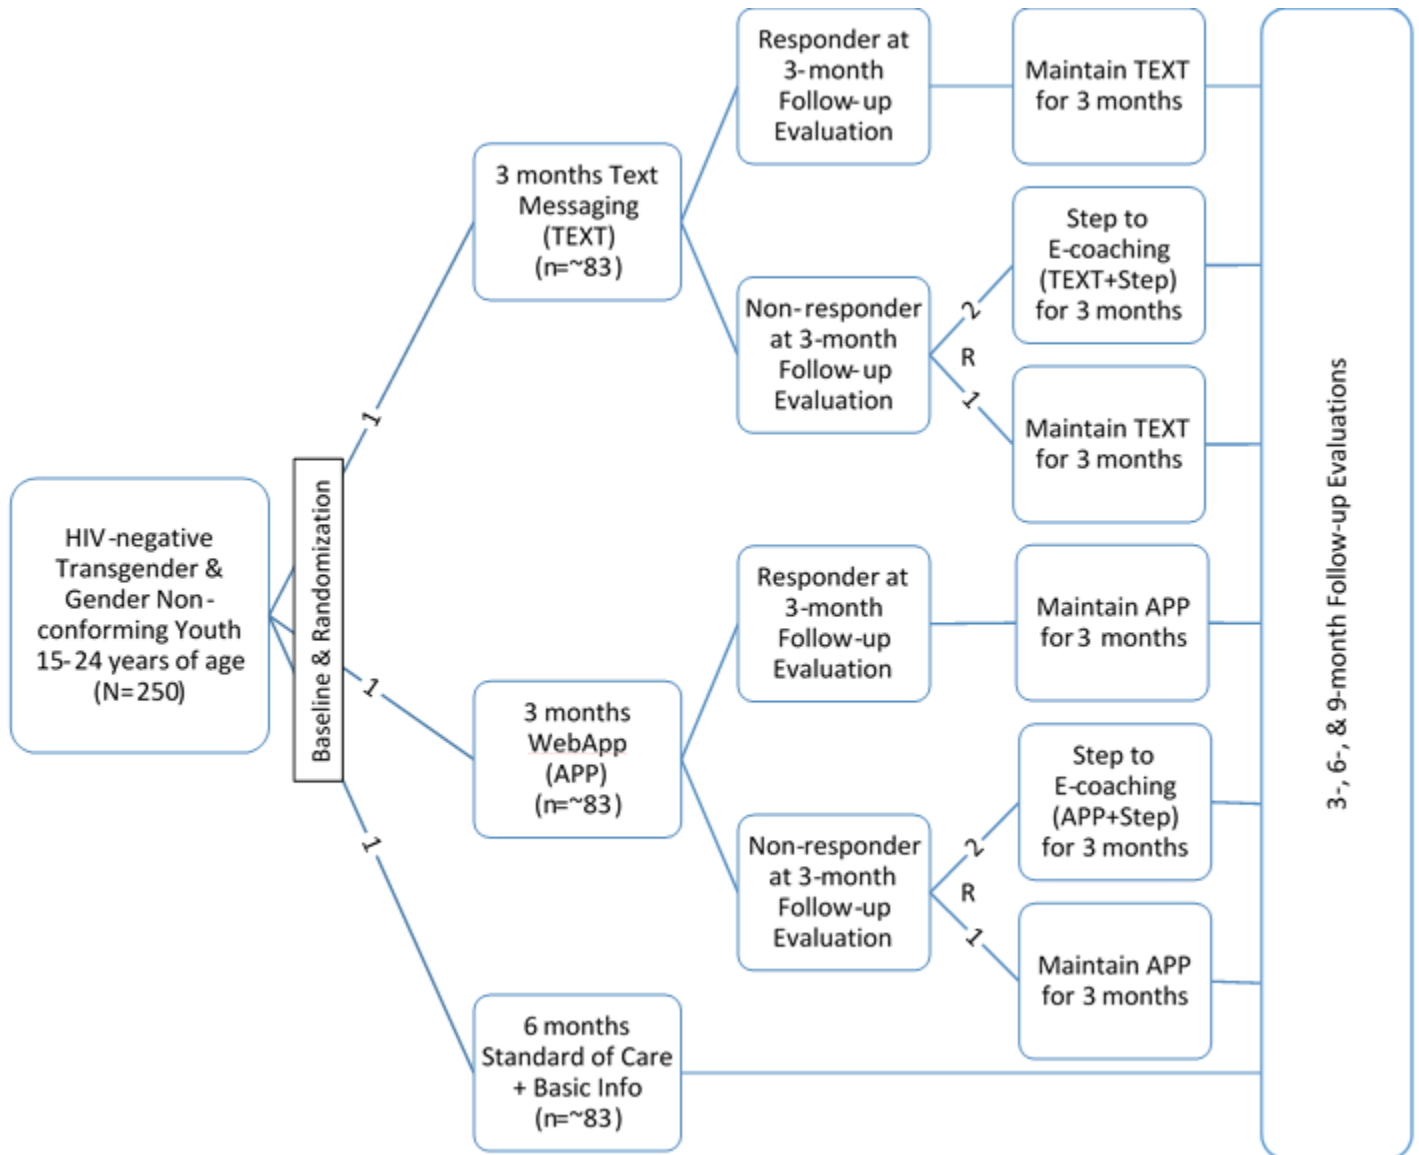 HIV-negative
Transgender &
Gender Non-
conforming Youth
15-24 years of age
(N=250)
Baseline & Randomization
1
1
1
3 months Text
Messaging
(TEXT)
(n=~83)
3 months
WebApp
(APP)
(n=~83)
6 months
Standard of Care
+ Basic Info
(n=~83)
Responder at
3-month
Follow-up
Evaluation
Non-responder
at 3-month
Follow-up
Evaluation
2
R
1
Responder at
3-month
Follow-up
Evaluation
Non-responder
at 3-month
Follow-up
Evaluation
2
R
1
Maintain TEXT
for 3 months
Step to
E-coaching
(TEXT+Step)
for 3 months
Maintain TEXT
for 3 months
Maintain APP
for 3 months
Step to
E-coaching
(APP+Step)
for 3 months
Maintain APP
for 3 months
3-, 6-, & 9-month Follow-up Evaluations